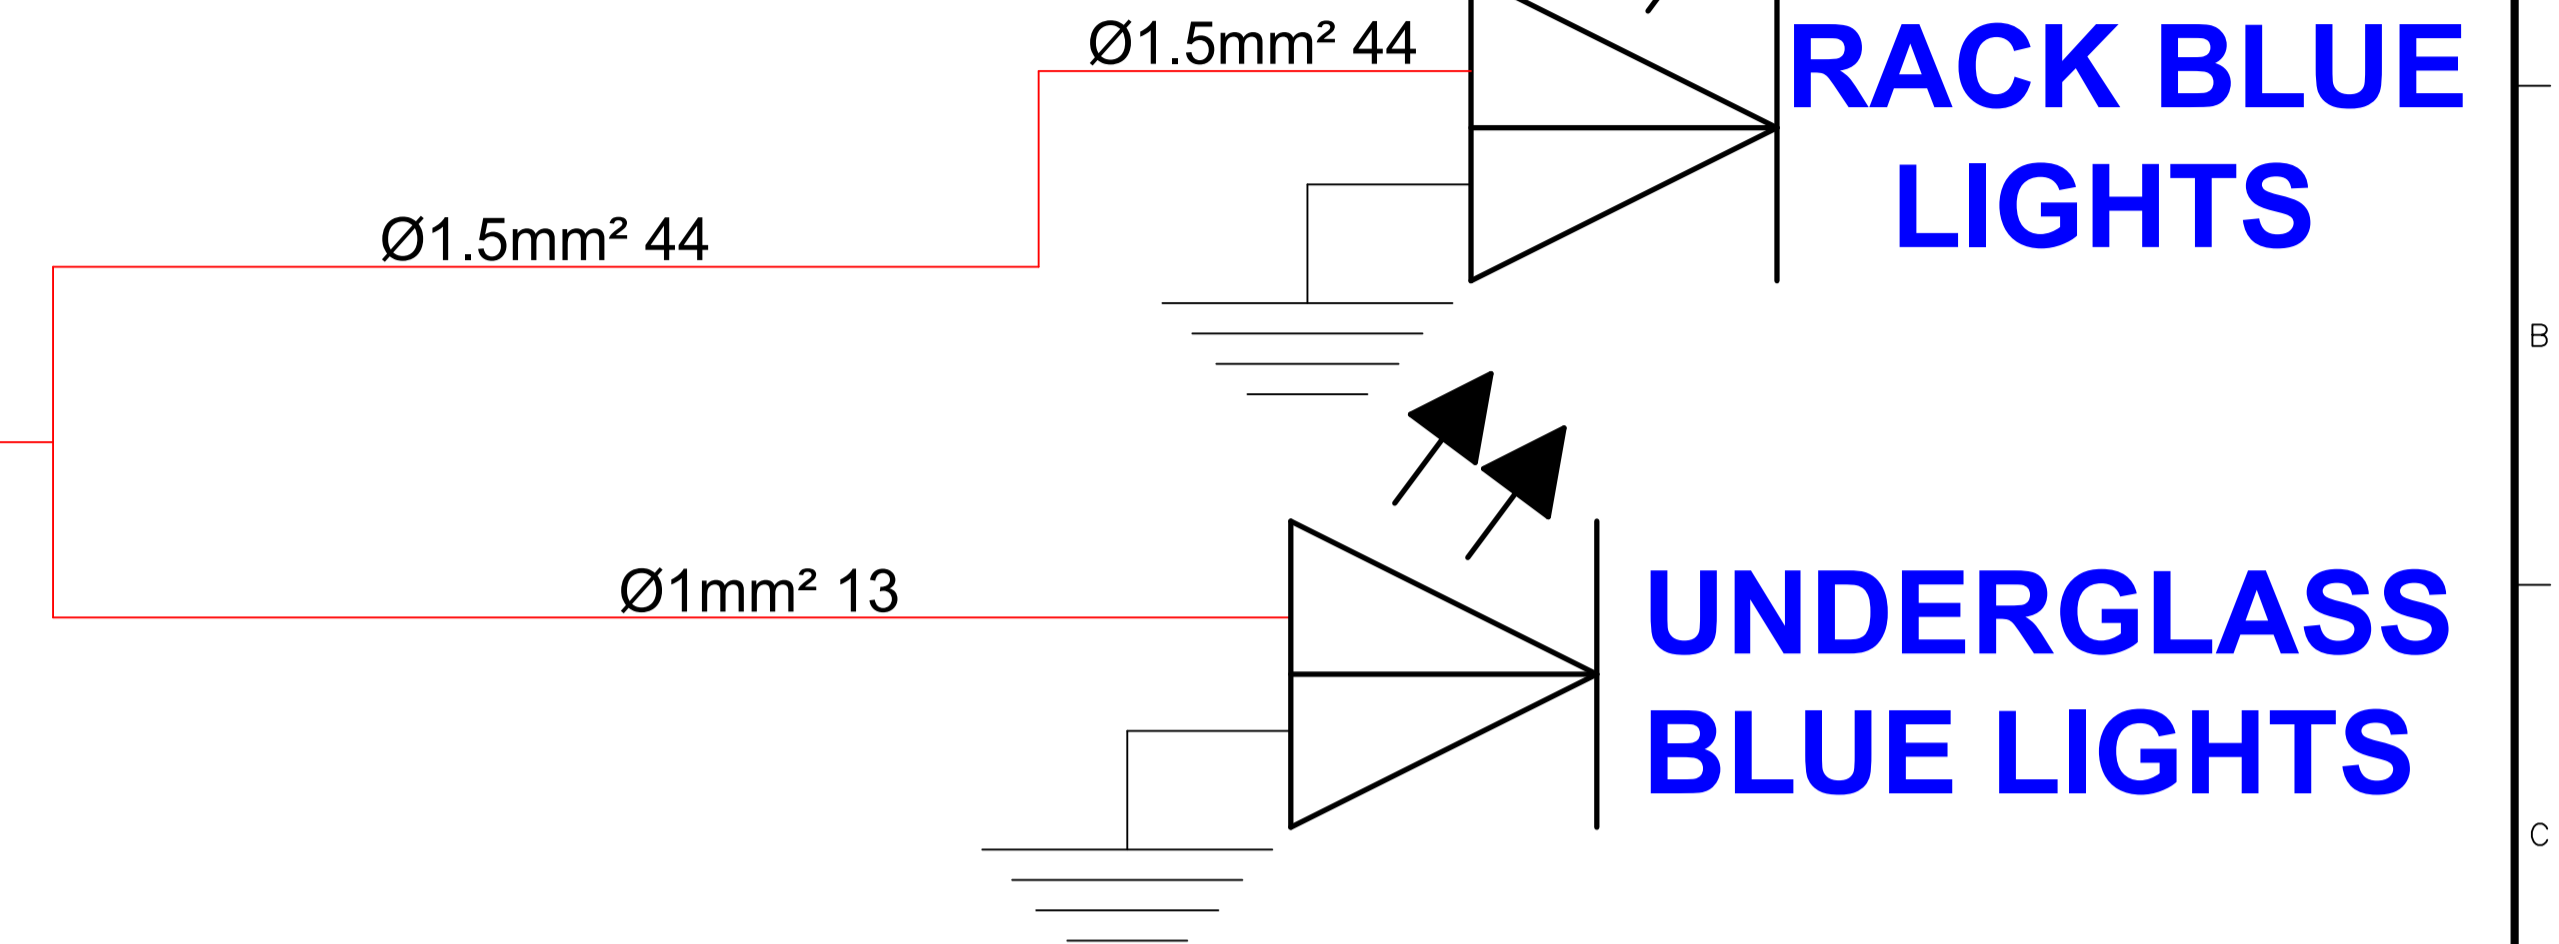 Ø1.5mm² 44
RACK BLUE
LIGHTS
Ø1.5mm² 44
B
Ø1mm² 13
UNDERGLASS
BLUE LIGHTS
C